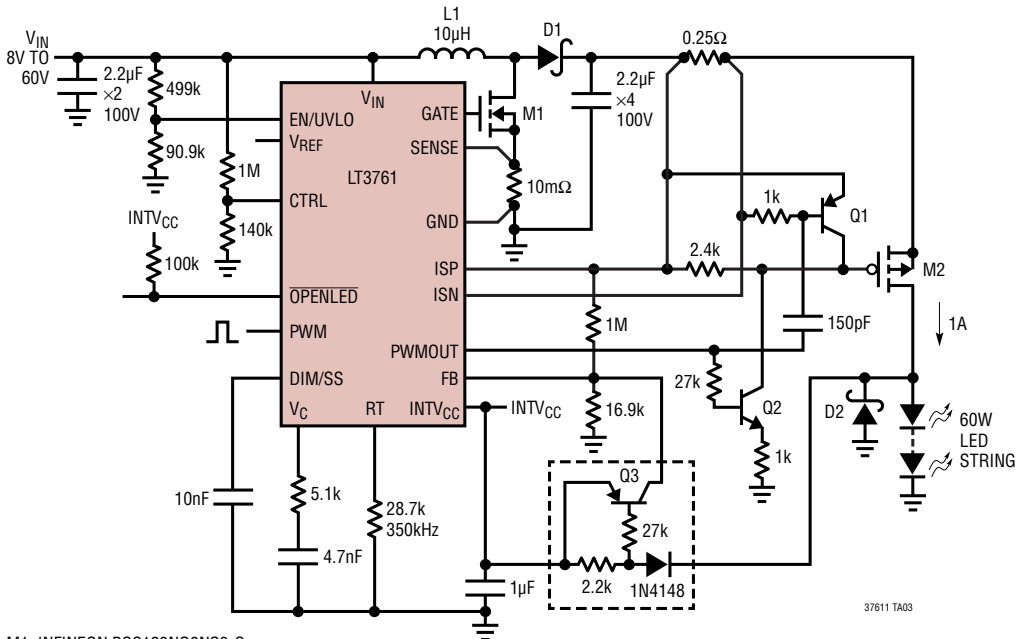 L1
10µH
D1
0.25Ω
VIN
8V TO
60V
2.2µF
×2
100V
499k
90.9k
1M
140k
INTVCC
100k
VIN
EN/UVLO
VREF
LT3761
CTRL
OPENLED
PWM
DIM/SS
VC
RT
INTVCC
GATE
SENSE
GND
ISP
ISN
PWMOUT
FB
M1
10mΩ
2.2µF
×4
100V
1k
Q1
2.4k
M2
1M
150pF
1A
27k
Q2
1k
16.9k
INTVCC
D2
60W
LED
STRING
10nF
5.1k
4.7nF
28.7k
350kHz
1µF
Q3
27k
2.2k
1N4148
37611 TA03